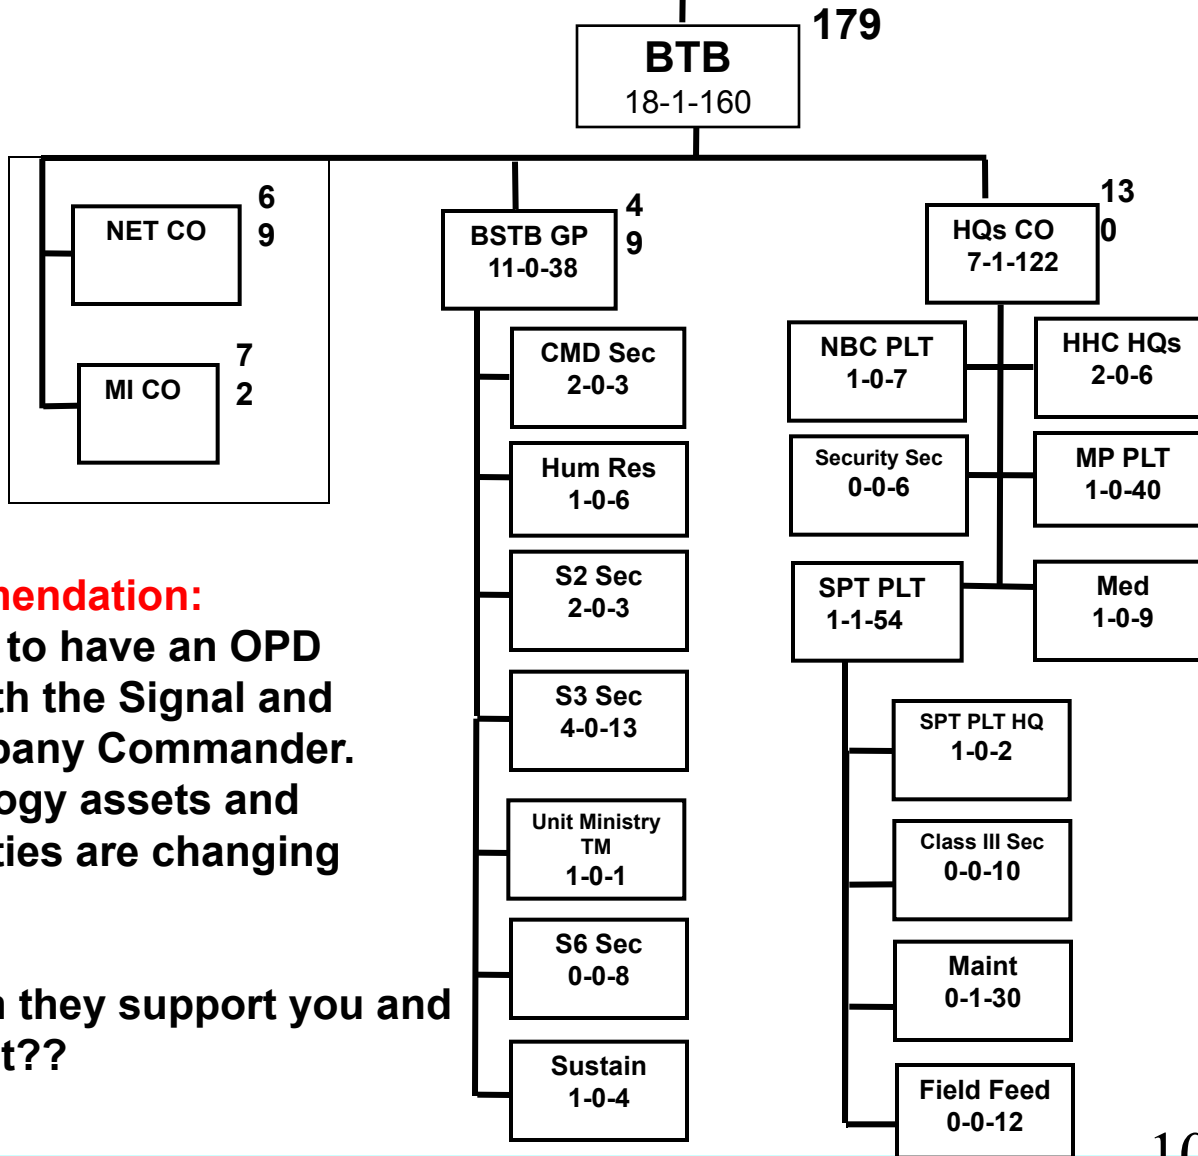 179
BTB
18-1-160
6
9
NET CO
7
2
MI CO
4
9
BSTB GP
11-0-38
CMD Sec
2-0-3
Hum Res
1-0-6
S2 Sec
2-0-3
S3 Sec
4-0-13
Unit Ministry
TM
1-0-1
S6 Sec
0-0-8
Sustain
1-0-4
13
0
HQs CO
7-1-122
NBC PLT
1-0-7
HHC HQs
2-0-6
Security Sec
0-0-6
MP PLT
1-0-40
SPT PLT
1-1-54
Med
1-0-9
SPT PLT HQ
1-0-2
Class III Sec
0-0-10
Maint
0-1-30
Field Feed
0-0-12
mendation:
to have an OPD
th the Signal and
pany Commander.
ogy assets and
ties are changing
n they support you and
t??
10